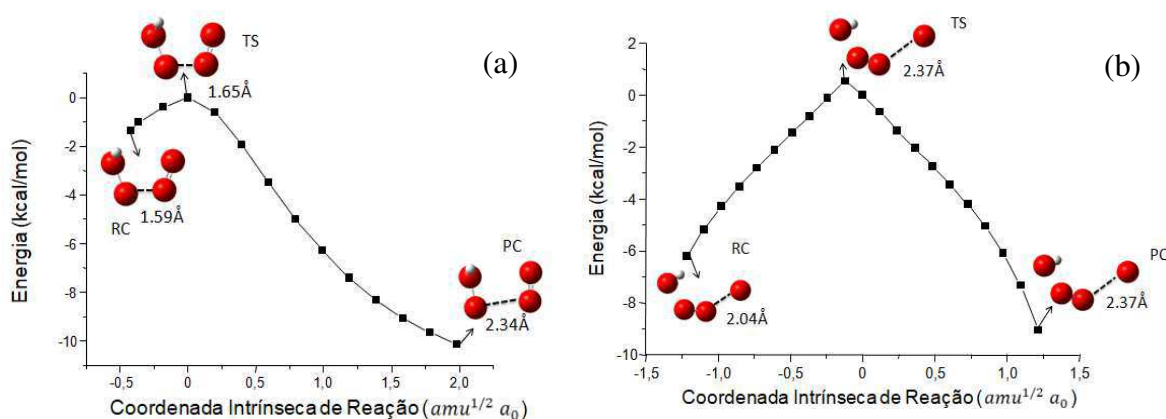 (a)
TS
1.65Å
RC
1.59Å
PC
2.34Å
Energia (kcal/mol)
0
-2
-4
-6
-8
-10
-0,5
0
0,5
1,0
1,5
2,0
Coordenada Intrínseca de Reação (amu^{1/2} a_0)
(b)
TS
2.37Å
RC
2.04Å
PC
2.37Å
Energia (kcal/mol)
2
0
-2
-4
-6
-8
-10
-1,5
-1,0
-0,5
0,0
0,5
1,0
1,5
Coordenada Intrínseca de Reação (amu^{1/2} a_0)